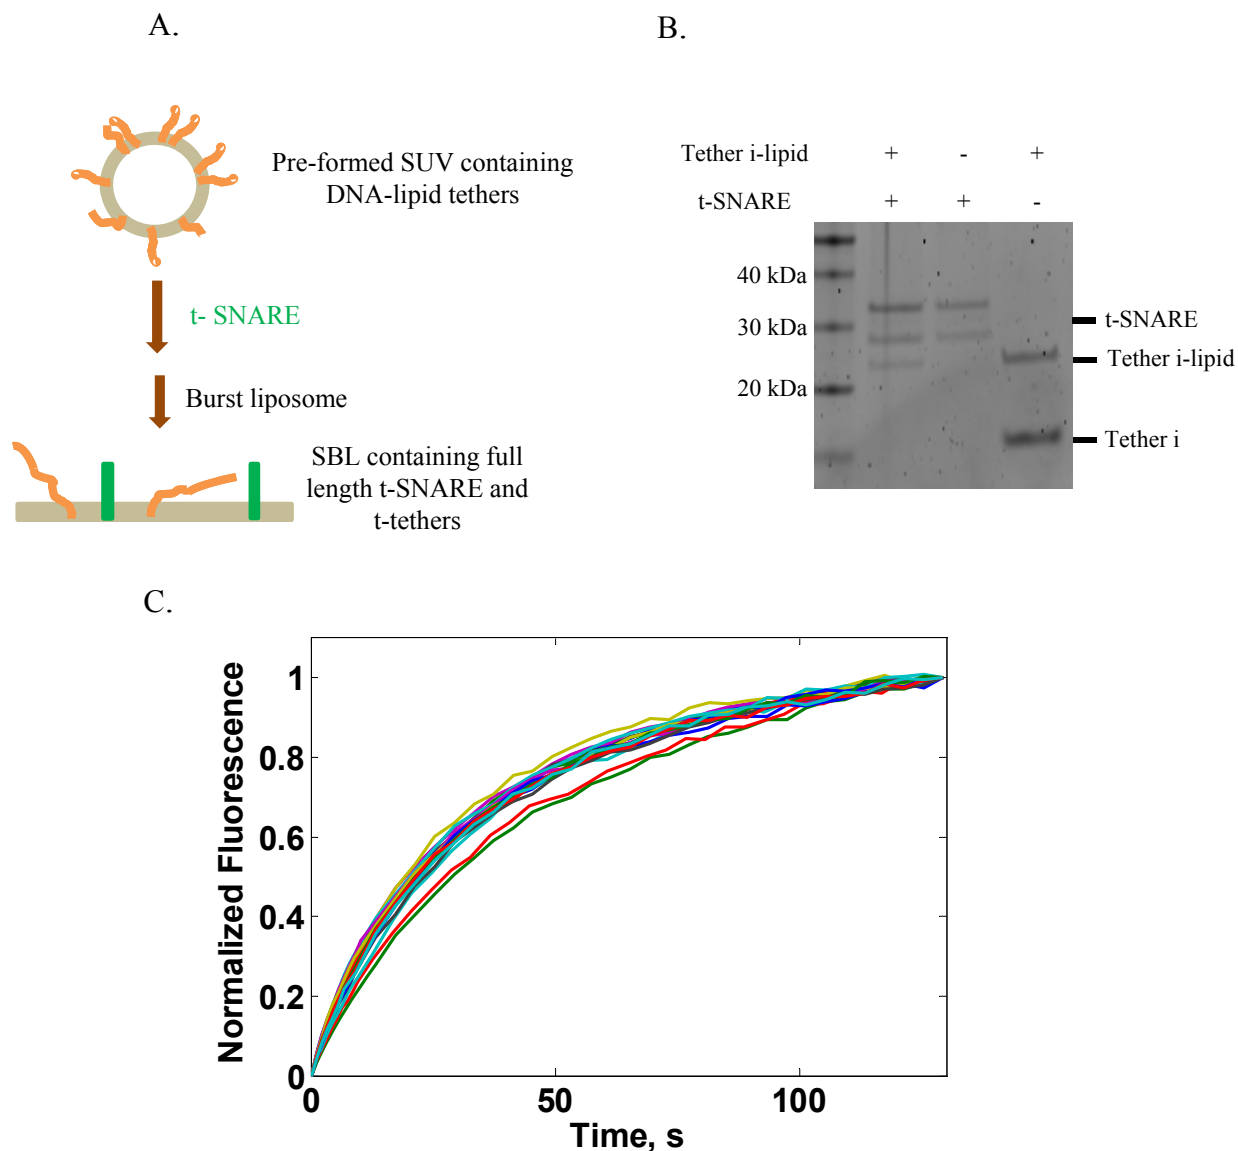 A.
Pre-formed SUV containing
DNA-lipid tethers
t- SNARE
Burst liposome
SBL containing full
length t-SNARE and
t-tethers
B.
Tether i-lipid + - +
t-SNARE + + -
40 kDa
30 kDa
20 kDa
t-SNARE
Tether i-lipid
Tether i
C.
Normalized Fluorescence
1
0.8
0.6
0.4
0.2
0
0 50 100
Time, s